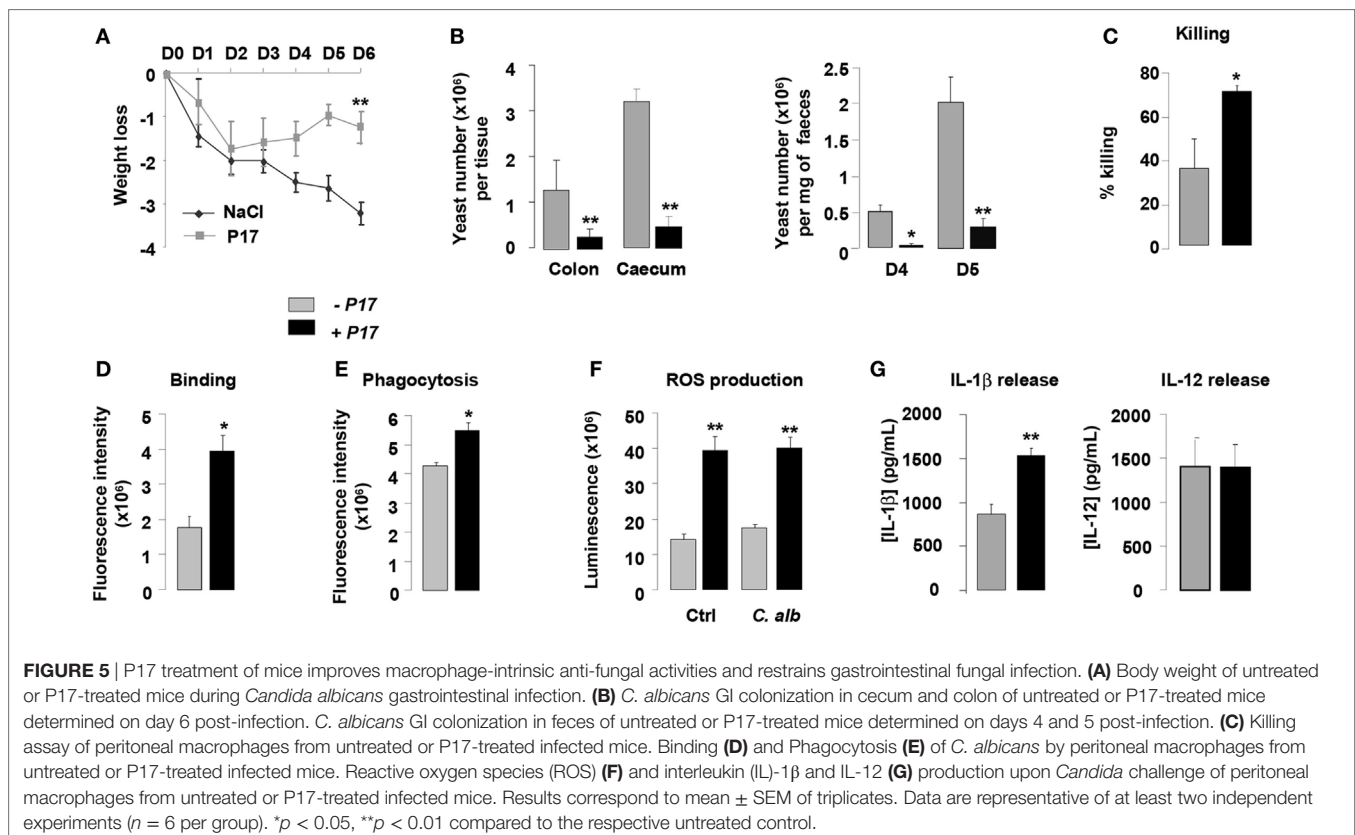 A
D0 D1 D2 D3 D4 D5 D6
0
-1
-2
-3
-4
Weight loss
**
NaCl
P17
B
Yeast number (x10⁶)
per tissue
4
3
2
1
0
**
**
Colon Caecum
Yeast number (x10⁶)
per mg of faeces
2.5
2
1.5
1
0.5
0
*
**
D4 D5
C
Killing
% killing
80
60
40
20
0
*
- P17
+ P17
D
Binding
Fluorescence intensity
(x10⁶)
5
4
3
2
1
0
*
E
Phagocytosis
Fluorescence intensity
(x10⁶)
6
5
4
3
2
1
0
*
F
ROS production
Luminescence (x10⁶)
50
40
30
20
10
0
**
**
Ctrl C. alb
G
IL-1β release
[IL-1β] (pg/mL)
2000
1500
1000
500
0
**
IL-12 release
[IL-12] (pg/mL)
2000
1500
1000
500
0
FIGURE 5 | P17 treatment of mice improves macrophage-intrinsic anti-fungal activities and restrains gastrointestinal fungal infection. (A) Body weight of untreated
or P17-treated mice during Candida albicans gastrointestinal infection. (B) C. albicans GI colonization in cecum and colon of untreated or P17-treated mice
determined on day 6 post-infection. C. albicans GI colonization in feces of untreated or P17-treated mice determined on days 4 and 5 post-infection. (C) Killing
assay of peritoneal macrophages from untreated or P17-treated infected mice. Binding (D) and Phagocytosis (E) of C. albicans by peritoneal macrophages from
untreated or P17-treated infected mice. Reactive oxygen species (ROS) (F) and interleukin (IL)-1β and IL-12 (G) production upon Candida challenge of peritoneal
macrophages from untreated or P17-treated infected mice. Results correspond to mean ± SEM of triplicates. Data are representative of at least two independent
experiments (n = 6 per group). *p < 0.05, **p < 0.01 compared to the respective untreated control.